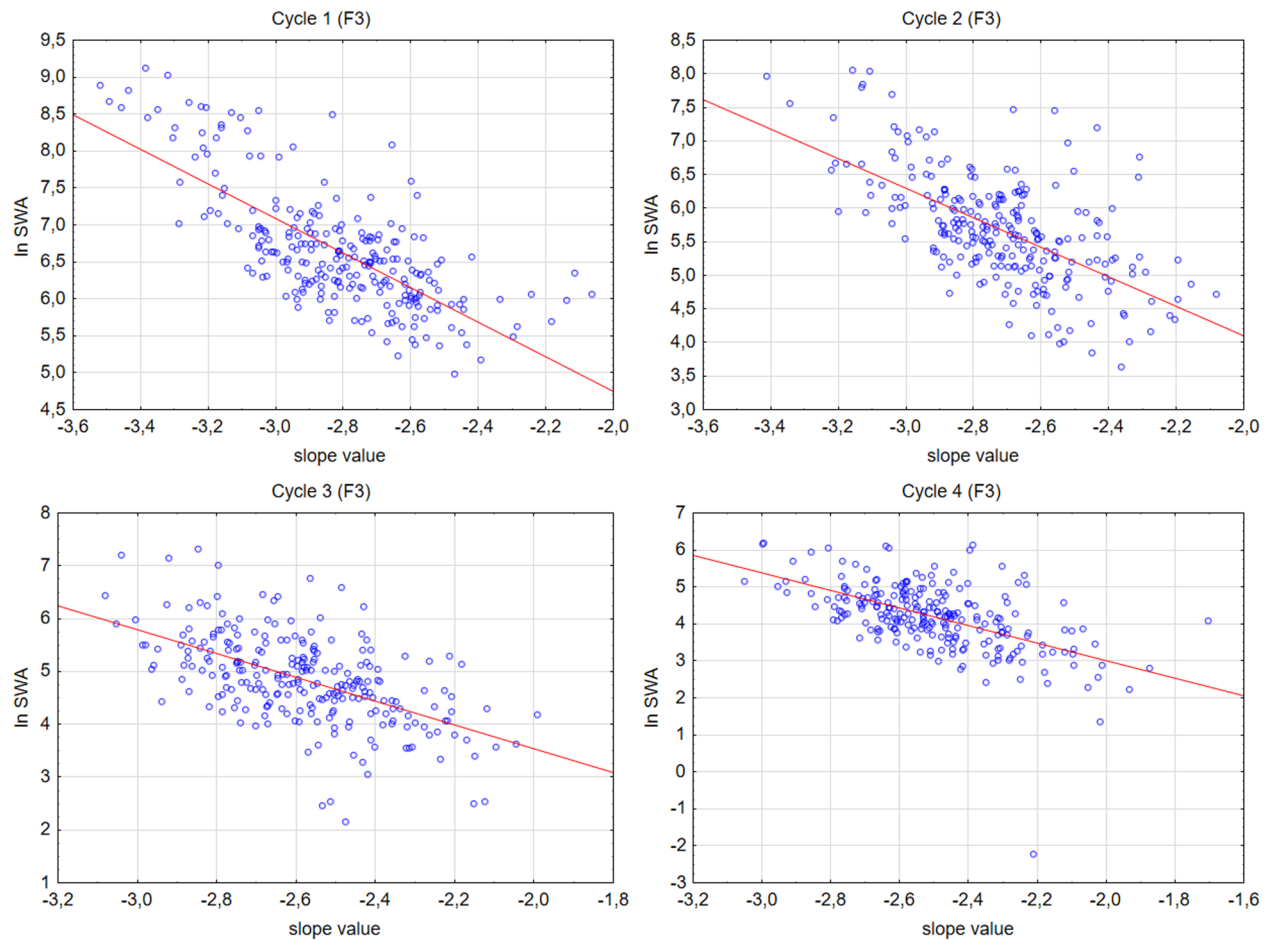 Cycle 1 (F3)
9,5
9,0
8,5
8,0
7,5
7,0
6,5
6,0
5,5
5,0
4,5
ln SWA
-3,6 -3,4 -3,2 -3,0 -2,8 -2,6 -2,4 -2,2 -2,0
slope value
Cycle 2 (F3)
8,5
8,0
7,5
7,0
6,5
6,0
5,5
5,0
4,5
4,0
3,5
3,0
ln SWA
-3,6 -3,4 -3,2 -3,0 -2,8 -2,6 -2,4 -2,2 -2,0
slope value
Cycle 3 (F3)
8
7
6
5
4
3
2
1
ln SWA
-3,2 -3,0 -2,8 -2,6 -2,4 -2,2 -2,0 -1,8
slope value
Cycle 4 (F3)
7
6
5
4
3
2
1
0
-1
-2
-3
ln SWA
-3,2 -3,0 -2,8 -2,6 -2,4 -2,2 -2,0 -1,8 -1,6
slope value